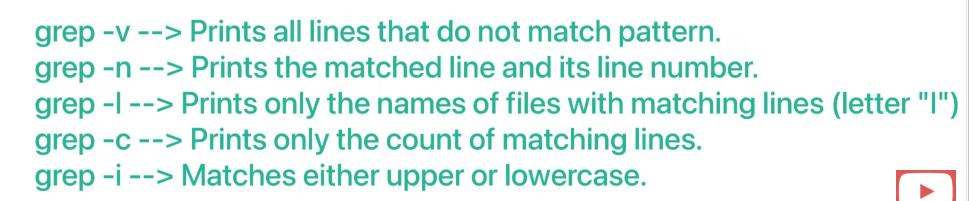 grep -v --> Prints all lines that do not match pattern.
grep -n --> Prints the matched line and its line number.
grep -l --> Prints only the names of files with matching lines (letter "l")
grep -c --> Prints only the count of matching lines.
grep -i --> Matches either upper or lowercase.